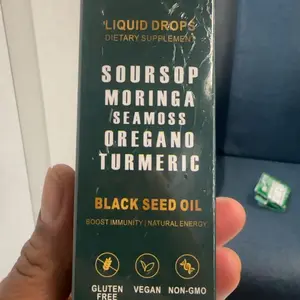 LIQUID DROPS
DIETARY SUPPLEMENT
SOURSOP
MORINGA
SEAMOSS
OREGANO
TURMERIC
BLACK SEED OIL
BOOST IMMUNITY | NATURAL ENERGY
GLUTEN FREE
VEGAN
NON-GMO